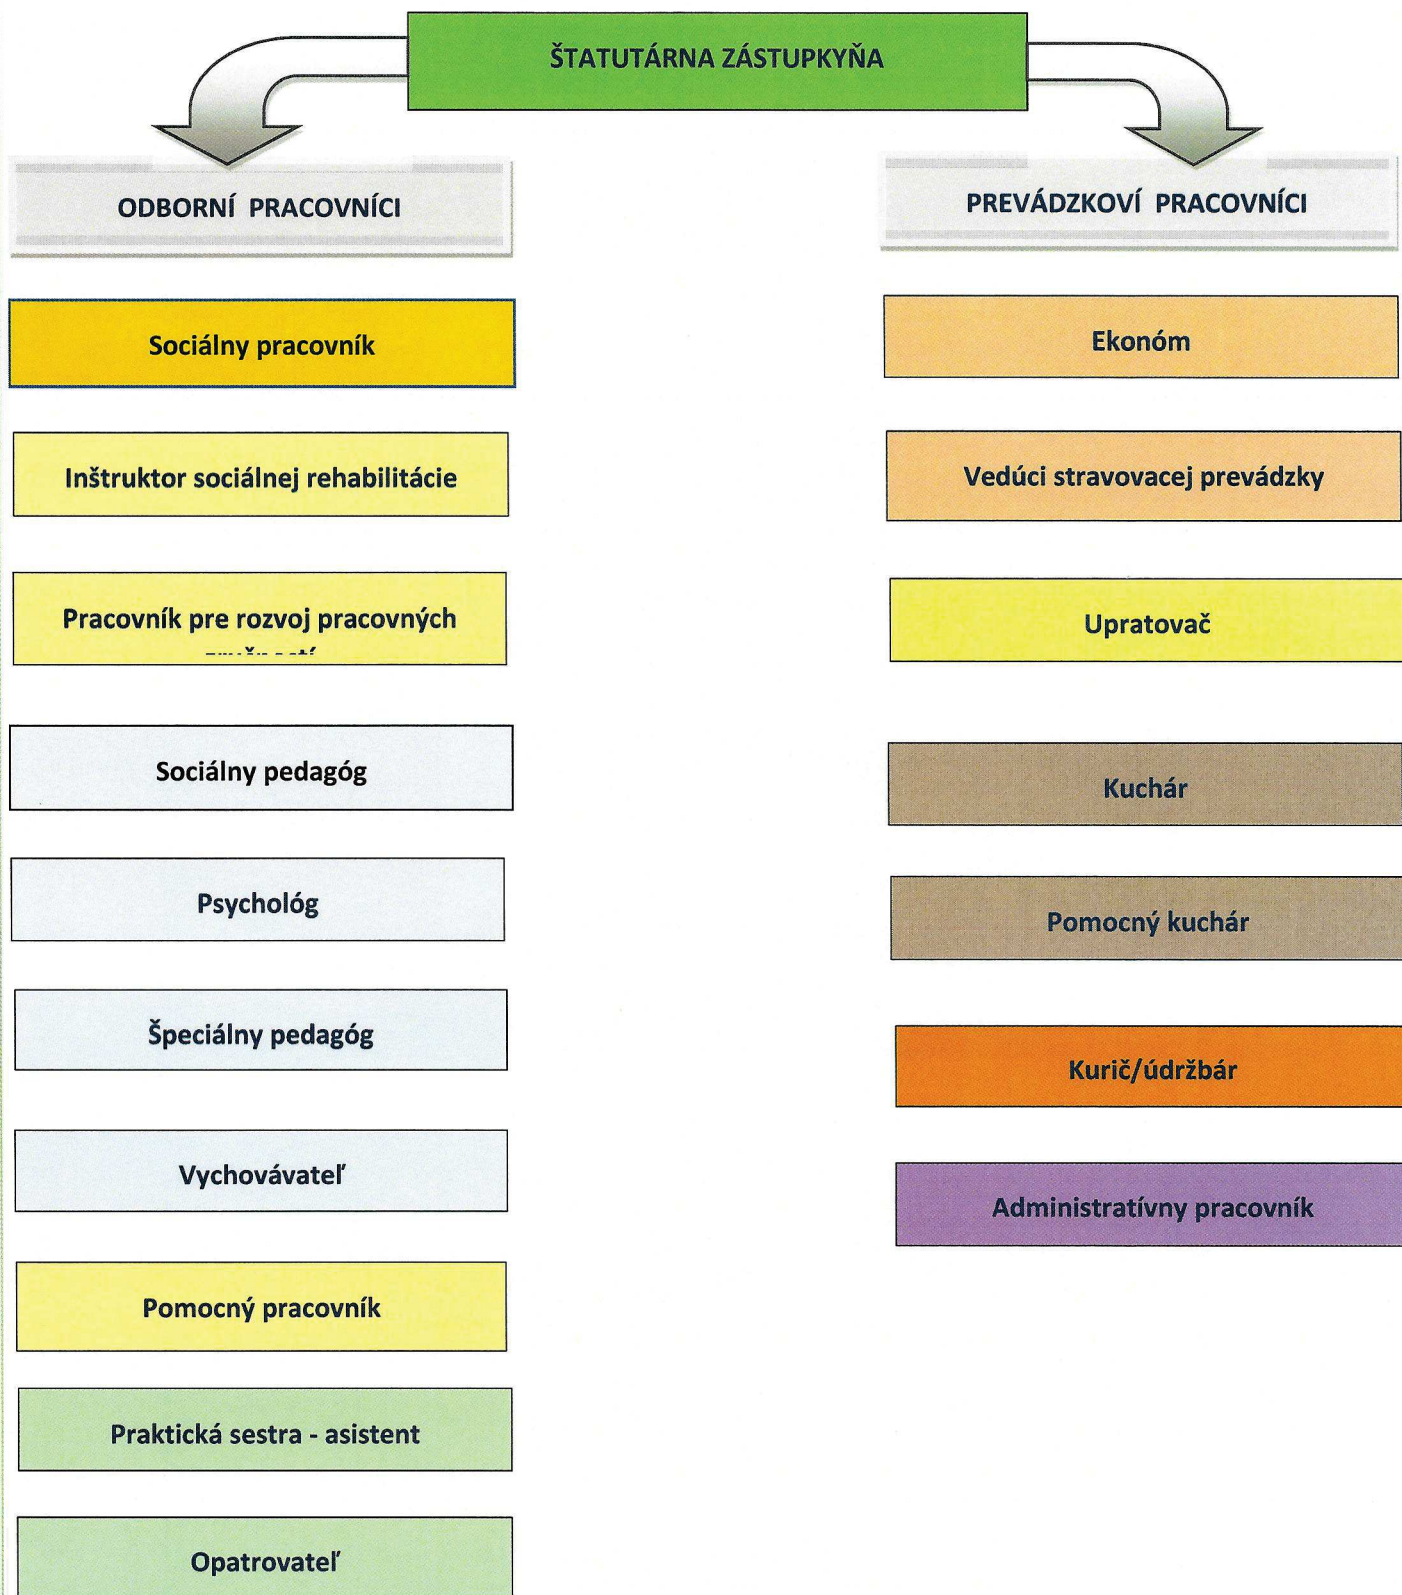 ŠTATUTÁRNA ZÁSTUPKYŇA
ODBORNÍ PRACOVNÍCI
Sociálny pracovník
Inštruktor sociálnej rehabilitácie
Pracovník pre rozvoj pracovných
Sociálny pedagóg
Psychológ
Špeciálny pedagóg
Vychovávateľ
Pomocný pracovník
Praktická sestra - asistent
Opatrovateľ
PREVÁDZKOVÍ PRACOVNÍCI
Ekonóm
Vedúci stravovacej prevádzky
Upratovač
Kuchár
Pomocný kuchár
Kurič/údržbár
Administratívny pracovník